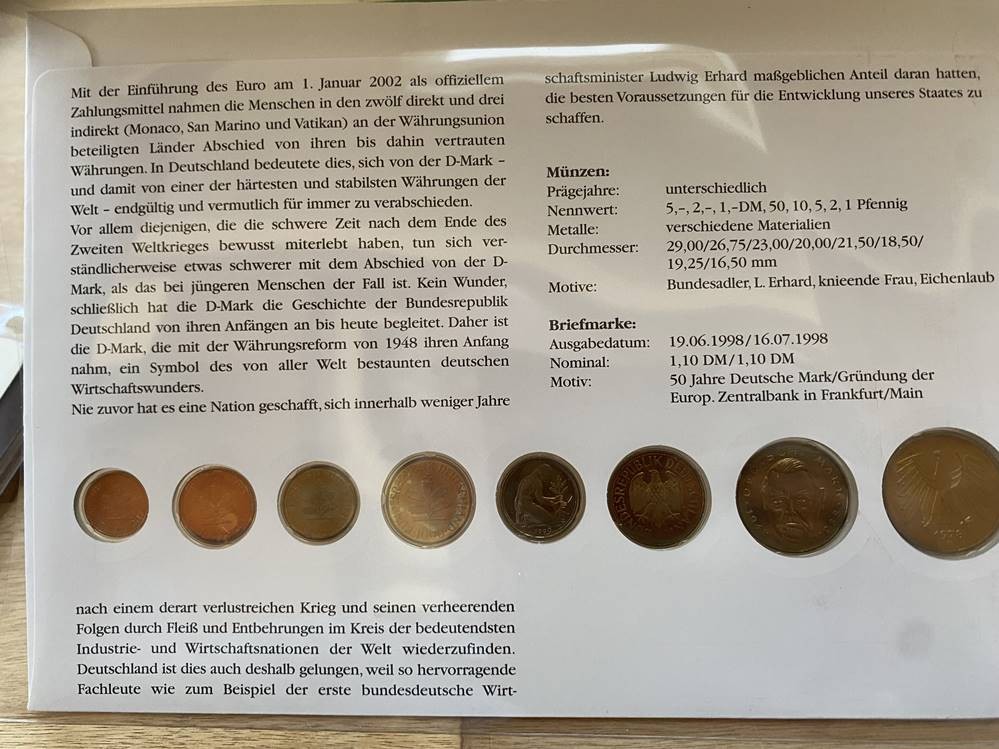 Mit der Einführung des Euro am 1. Januar 2002 als offiziellem
Zahlungsmittel nahmen die Menschen in den zwölf direkt und drei
indirekt (Monaco, San Marino und Vatikan) an der Währungsunion
beteiligten Länder Abschied von ihren bis dahin vertrauten
Währungen. In Deutschland bedeutete dies, sich von der D-Mark –
und damit von einer der härtesten und stabilsten Währungen der
Welt – endgültig und vermutlich für immer zu verabschieden.
Vor allem diejenigen, die die schwere Zeit nach dem Ende des
Zweiten Weltkrieges bewusst miterlebt haben, tun sich ver-
ständlicherweise etwas schwerer mit dem Abschied von der D-
Mark, als das bei jüngeren Menschen der Fall ist. Kein Wunder,
schließlich hat die D-Mark die Geschichte der Bundesrepublik
Deutschland von ihren Anfängen an bis heute begleitet. Daher ist
die D-Mark, die mit der Währungsreform von 1948 ihren Anfang
nahm, ein Symbol des von aller Welt bestaunten deutschen
Wirtschaftswunders.
Nie zuvor hat es eine Nation geschafft, sich innerhalb weniger Jahre
nach einem derart verlustreichen Krieg und seinen verheerenden
Folgen durch Fleiß und Entbehrungen im Kreis der bedeutendsten
Industrie- und Wirtschaftsnationen der Welt wiederzufinden.
Deutschland ist dies auch deshalb gelungen, weil so hervorragende
Fachleute wie zum Beispiel der erste bundesdeutsche Wirt-
schaftsminister Ludwig Erhard maßgeblichen Anteil daran hatten,
die besten Voraussetzungen für die Entwicklung unseres Staates zu
schaffen.
Münzen:
Prägejahre: unterschiedlich
Nennwert: 5,–, 2,–, 1,–DM, 50, 10, 5, 2, 1 Pfennig
Metalle: verschiedene Materialien
Durchmesser: 29,00/26,75/23,00/20,00/21,50/18,50/
19,25/16,50 mm
Motive: Bundesadler, L. Erhard, knieende Frau, Eichenlaub
Briefmarke:
Ausgabedatum: 19.06.1998/16.07.1998
Nominal: 1,10 DM/1,10 DM
Motiv: 50 Jahre Deutsche Mark/Gründung der
Europ. Zentralbank in Frankfurt/Main